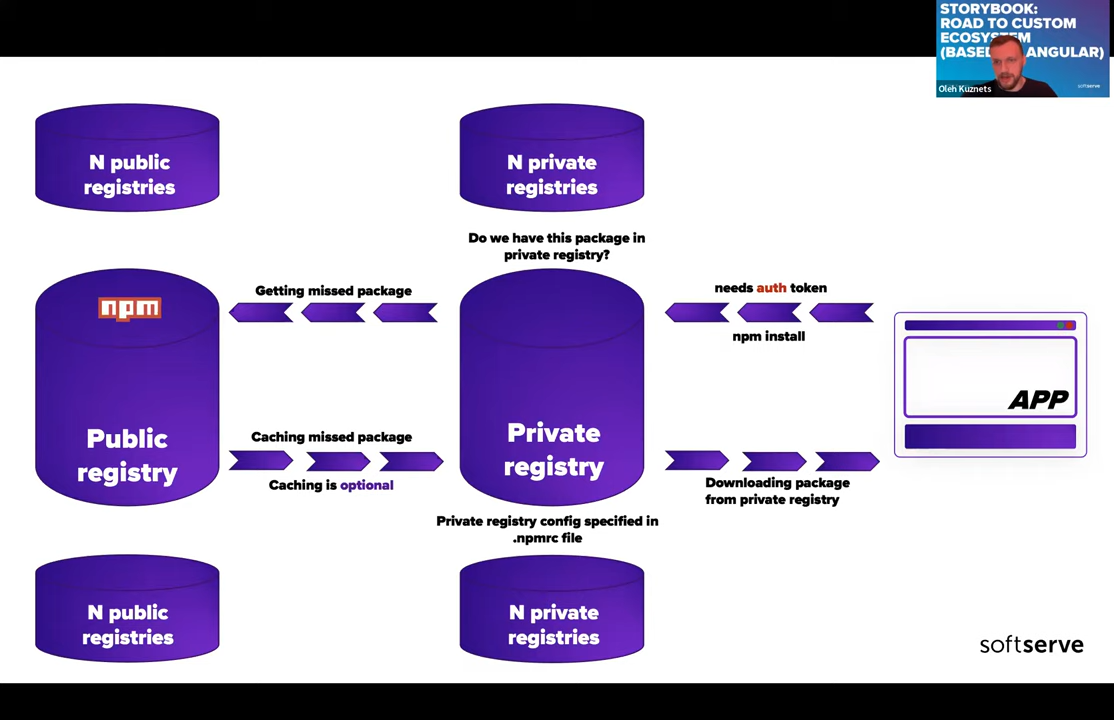 STORYBOOK:
ROAD TO CUSTOM
ECOSYSTEM
(BASED ANGULAR)
Oleh Kuznets
softserve
N public
registries
N private
registries
Do we have this package in
private registry?
Getting missed package
needs auth token
npm install
npm
Public
registry
Caching missed package
Caching is optional
Private
registry
Private registry config specified in
.npmrc file
APP
Downloading package
from private registry
N public
registries
N private
registries
softserve